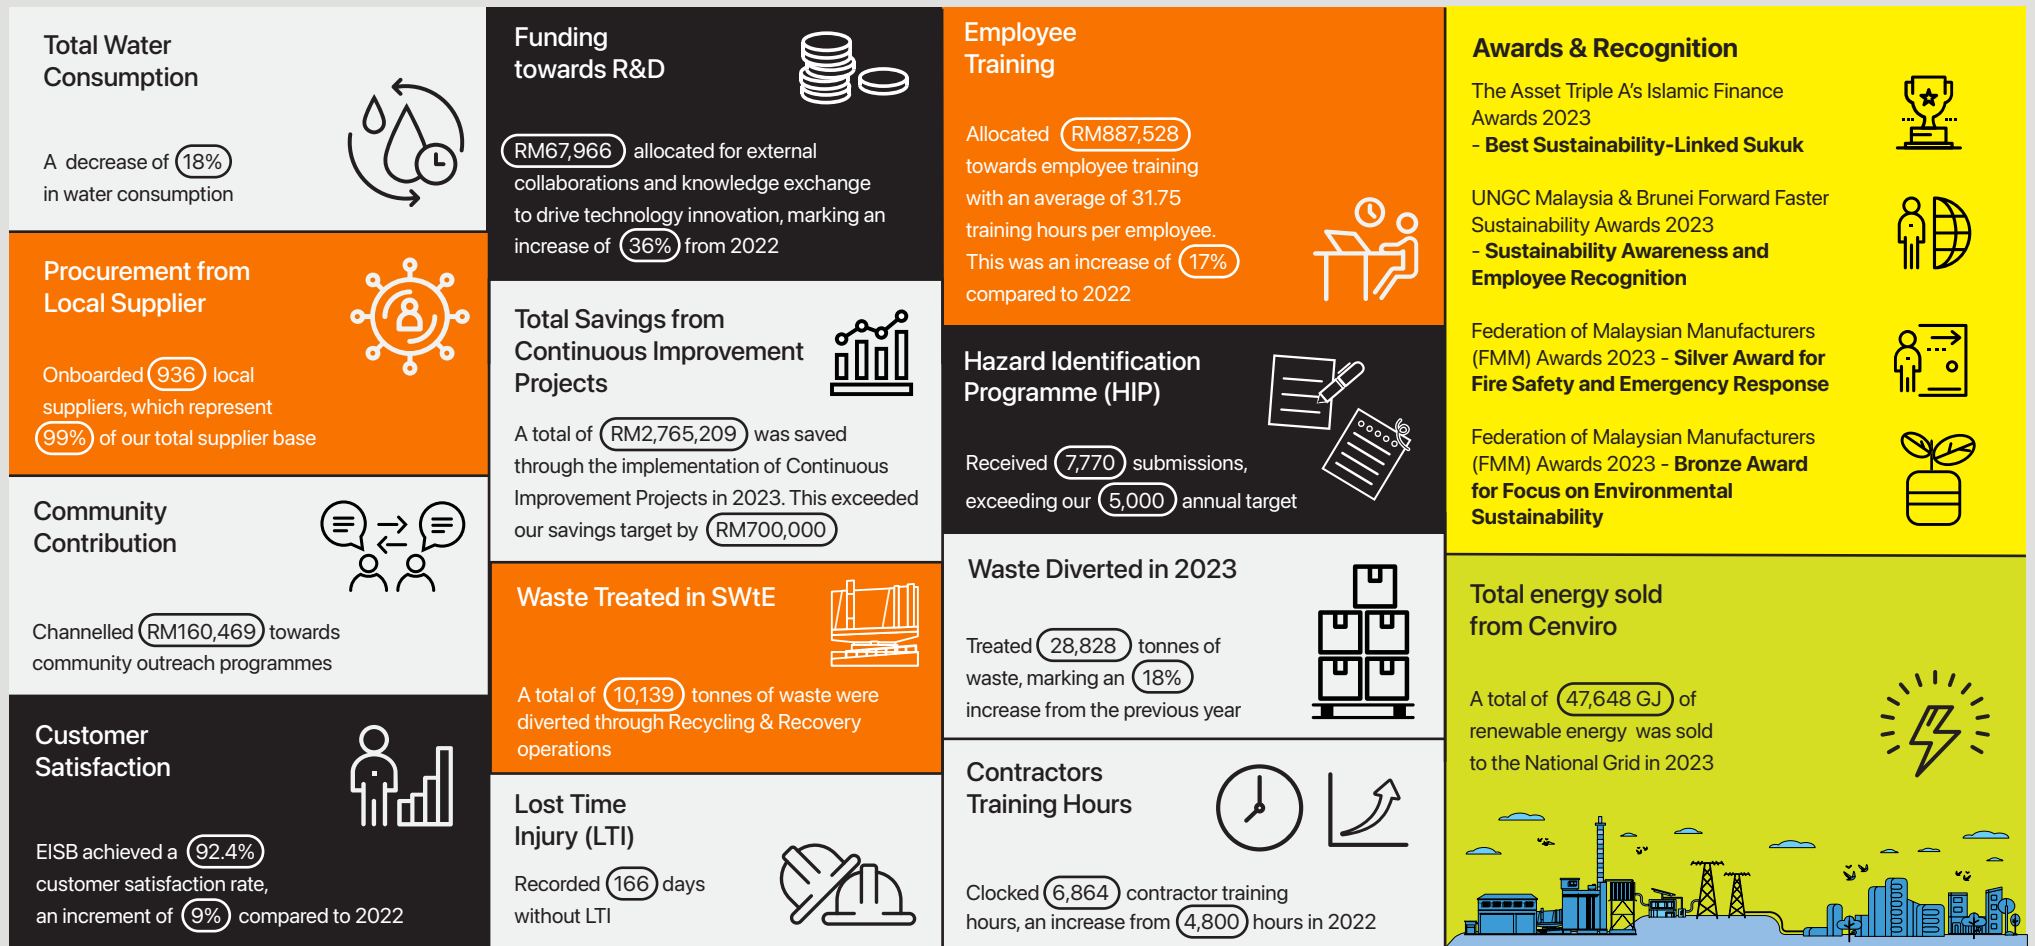 Total Water
Consumption
A decrease of 18%
in water consumption
Procurement from
Local Supplier
Onboarded 936 local
suppliers, which represent
99% of our total supplier base
Community
Contribution
Channelled RM160,469 towards
community outreach programmes
Customer
Satisfaction
EISB achieved a 92.4%
customer satisfaction rate,
an increment of 9% compared to 2022
Funding
towards R&D
RM67,966 allocated for external
collaborations and knowledge exchange
to drive technology innovation, marking an
increase of 36% from 2022
Total Savings from
Continuous Improvement
Projects
A total of RM2,765,209 was saved
through the implementation of Continuous
Improvement Projects in 2023. This exceeded
our savings target by RM700,000
Waste Treated in SWtE
A total of 10,139 tonnes of waste were
diverted through Recycling & Recovery
operations
Lost Time
Injury (LTI)
Recorded 166 days
without LTI
Employee
Training
Allocated RM887,528
towards employee training
with an average of 31.75
training hours per employee.
This was an increase of 17%
compared to 2022
Hazard Identification
Programme (HIP)
Received 7,770 submissions,
exceeding our 5,000 annual target
Waste Diverted in 2023
Treated 28,828 tonnes of
waste, marking an 18%
increase from the previous year
Contractors
Training Hours
Clocked 6,864 contractor training
hours, an increase from 4,800 hours in 2022
Awards & Recognition
The Asset Triple A's Islamic Finance
Awards 2023
- Best Sustainability-Linked Sukuk
UNGC Malaysia & Brunei Forward Faster
Sustainability Awards 2023
- Sustainability Awareness and
Employee Recognition
Federation of Malaysian Manufacturers
(FMM) Awards 2023 - Silver Award for
Fire Safety and Emergency Response
Federation of Malaysian Manufacturers
(FMM) Awards 2023 - Bronze Award
for Focus on Environmental
Sustainability
Total energy sold
from Cenviro
A total of 47,648 GJ of
renewable energy was sold
to the National Grid in 2023